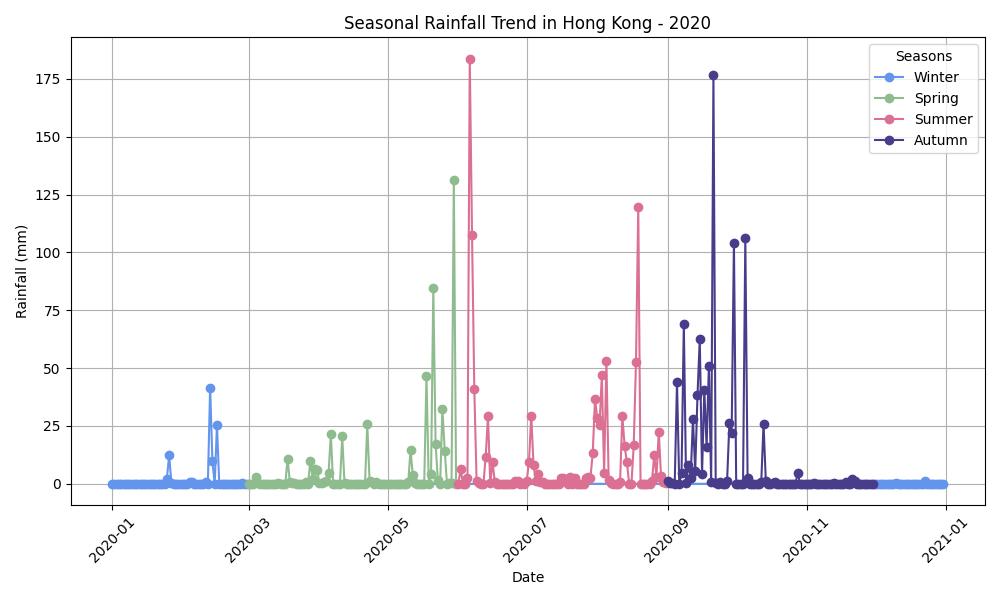 Seasonal Rainfall Trend in Hong Kong - 2020
Seasons
Winter
Spring
Summer
Autumn
Rainfall (mm)
175
150
125
100
75
50
25
0
2020-01
2020-03
2020-05
2020-07
2020-09
2020-11
2021-01
Date